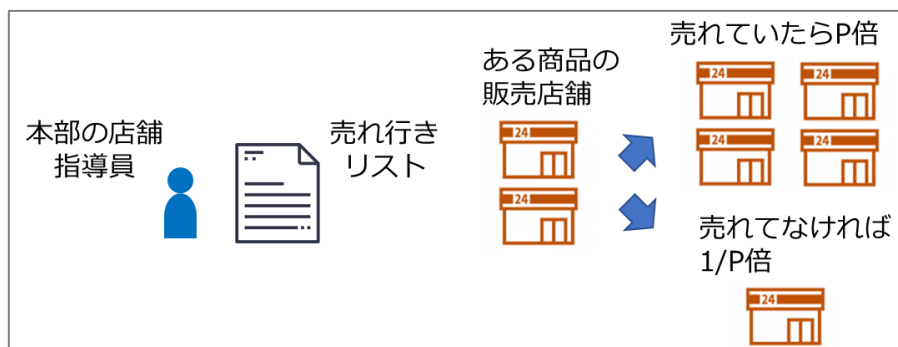 本部の店舗
指導員
売れ行き
リスト
ある商品の
販売店舗
24
24
売れていたらP倍
24
24
24
24
売れてなければ
1/P倍
24